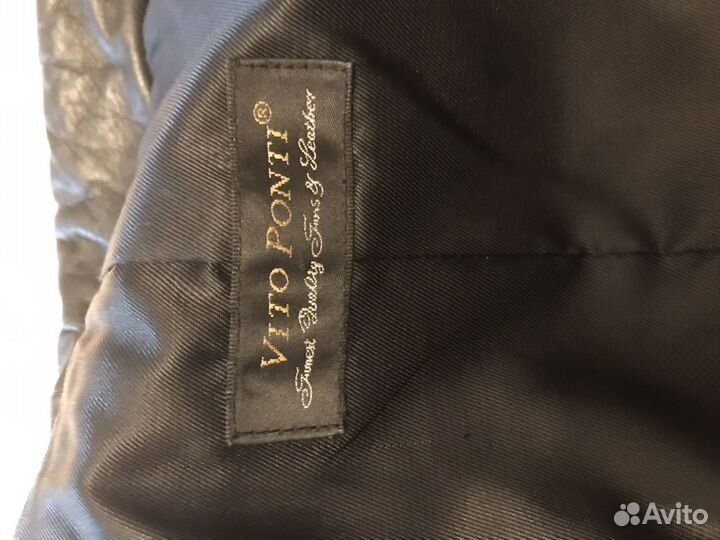 VITO PONTI®
Finest Quality Furs & Leather
Avito